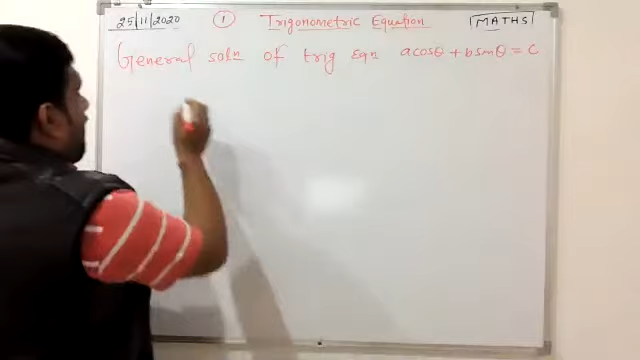 25/11/2020 1 Trigonometric Equation MATHS
General soln of trig Eqn acosθ + bsinθ = c